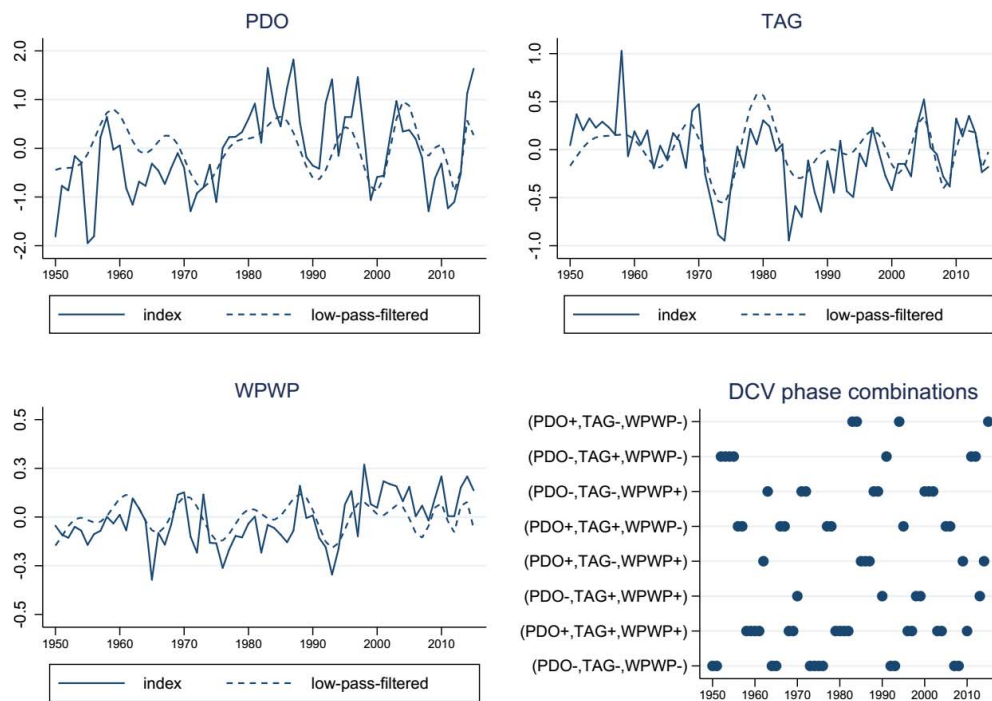 PDO
2.0
1.0
0.0
-1.0
-2.0
1950 1960 1970 1980 1990 2000 2010
index low-pass-filtered
TAG
1.0
0.5
0.0
-0.5
-1.0
1950 1960 1970 1980 1990 2000 2010
index low-pass-filtered
WPWP
0.5
0.3
0.0
-0.3
-0.5
1950 1960 1970 1980 1990 2000 2010
index low-pass-filtered
DCV phase combinations
(PDO+,TAG-,WPWP-)
(PDO-,TAG+,WPWP-)
(PDO-,TAG-,WPWP+)
(PDO+,TAG+,WPWP-)
(PDO+,TAG-,WPWP+)
(PDO-,TAG+,WPWP+)
(PDO+,TAG+,WPWP+)
(PDO-,TAG-,WPWP-)
1950 1960 1970 1980 1990 2000 2010